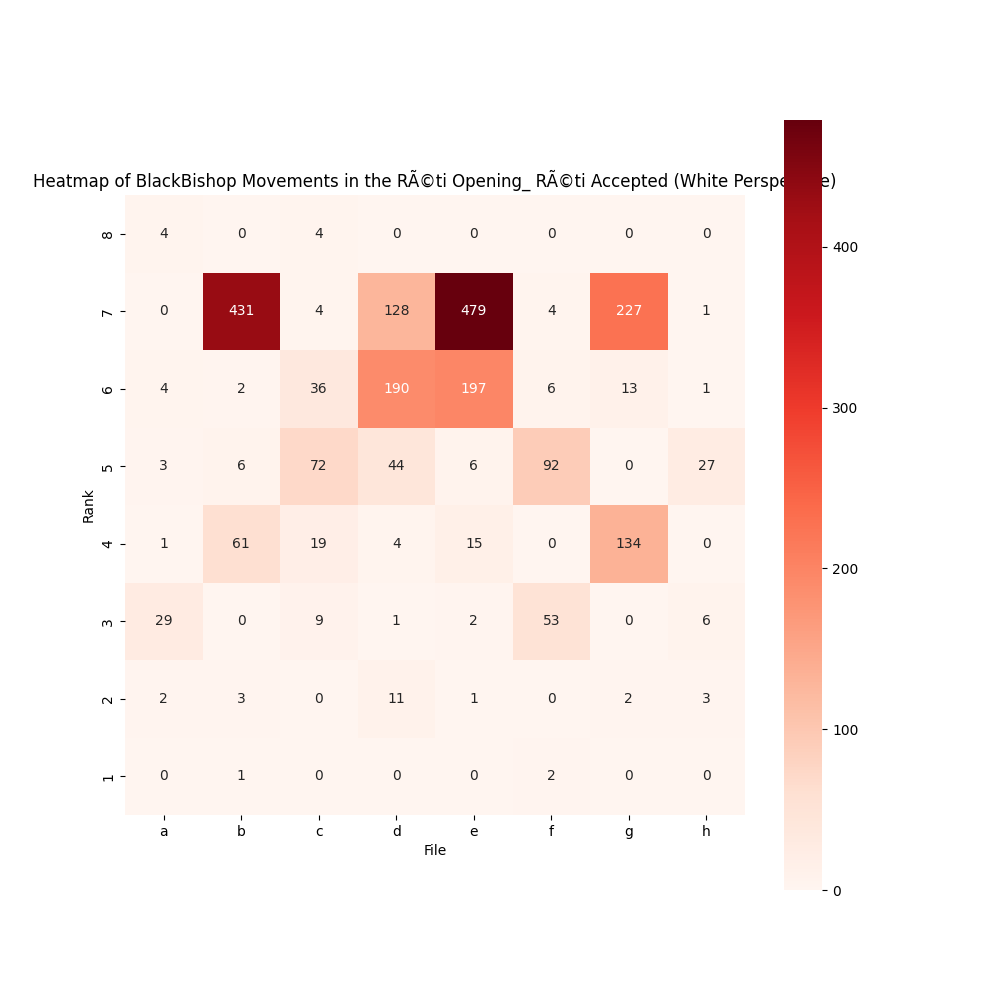 Heatmap of BlackBishop Movements in the RÃ©ti Opening_ RÃ©ti Accepted (White Perspe e)
8 4 0 4 0 0 0 0 0
7 0 431 4 128 479 4 227 1
6 4 2 36 190 197 6 13 1
5 3 6 72 44 6 92 0 27
4 1 61 19 4 15 0 134 0
3 29 0 9 1 2 53 0 6
2 2 3 0 11 1 0 2 3
1 0 1 0 0 0 2 0 0
a b c d e f g h
File
Rank
400
300
200
100
0